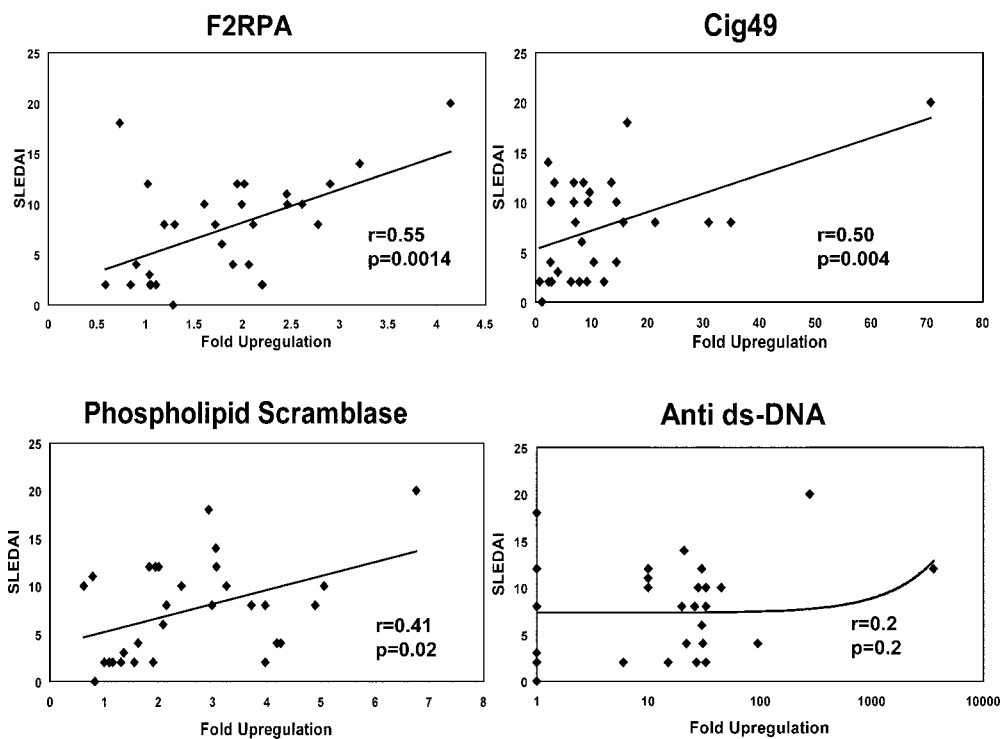 F2RPA
25
20
15
10
5
0
SLEDAI
r=0.55
p=0.0014
0 0.5 1 1.5 2 2.5 3 3.5 4 4.5
Fold Upregulation
Cig49
25
20
15
10
5
0
SLEDAI
r=0.50
p=0.004
0 10 20 30 40 50 60 70 80
Fold Upregulation
Phospholipid Scramblase
25
20
15
10
5
0
SLEDAI
r=0.41
p=0.02
0 1 2 3 4 5 6 7 8
Fold Upregulation
Anti ds-DNA
25
20
15
10
5
0
SLEDAI
r=0.2
p=0.2
1 10 100 1000 10000
Fold Upregulation